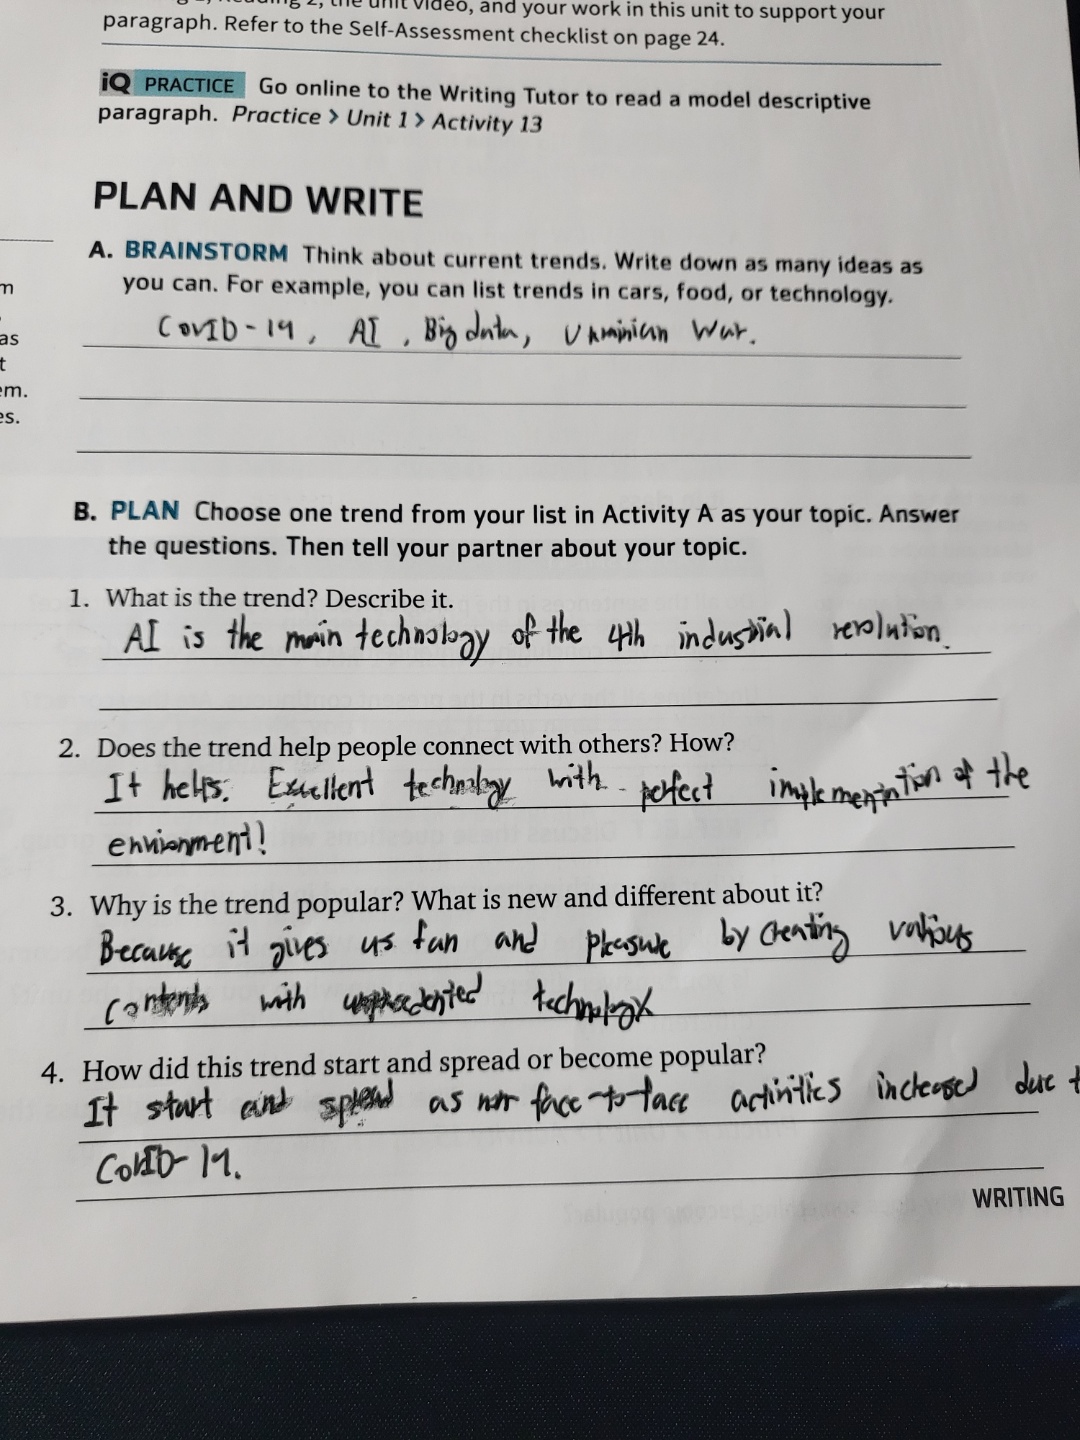 2, the unit video, and your work in this unit to support your
paragraph. Refer to the Self-Assessment checklist on page 24.
iQ PRACTICE Go online to the Writing Tutor to read a model descriptive
paragraph. Practice > Unit 1 > Activity 13
PLAN AND WRITE
A. BRAINSTORM Think about current trends. Write down as many ideas as
you can. For example, you can list trends in cars, food, or technology.
COVID-19, AI, Big data, War.
as
t
em.
es.
B. PLAN Choose one trend from your list in Activity A as your topic. Answer
the questions. Then tell your partner about your topic.
1. What is the trend? Describe it.
AI is the main technology of the 4th industrial revolution.
2. Does the trend help people connect with others? How?
It helps. Excellent technology with perfect implementation of the
environment!
3. Why is the trend popular? What is new and different about it?
Because it gives us fun and pleasure by creating various
contents with technology
4. How did this trend start and spread or become popular?
It start and spread as non face-to-face activities increased due t
COVID-19.
WRITING